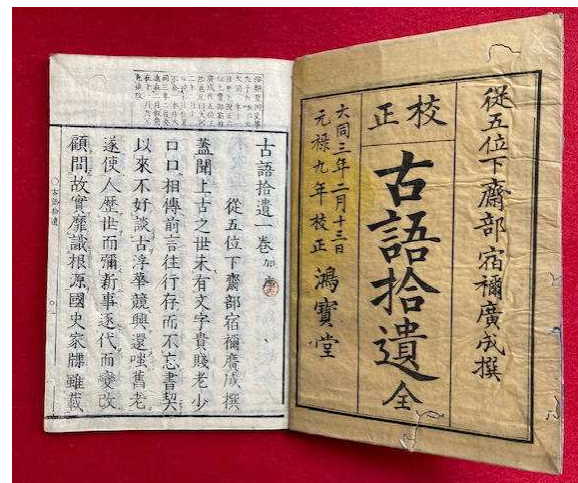 從五位下齋部宿禰廣成撰
校正
古語拾遺全
大同三年二月十三日
元禄九年校正 鴻寶堂
古語拾遺一卷加序
從五位下齋部宿禰廣成撰
蓋聞上古之世未有文字貴賤老少
口口相傳前言往行存而不忘書契
以來不好談古浮華競興還嗤舊老
遂使人歷世而彌新事逐代而變改
顧問故實靡識根源國史家牒雖載
古語拾遺